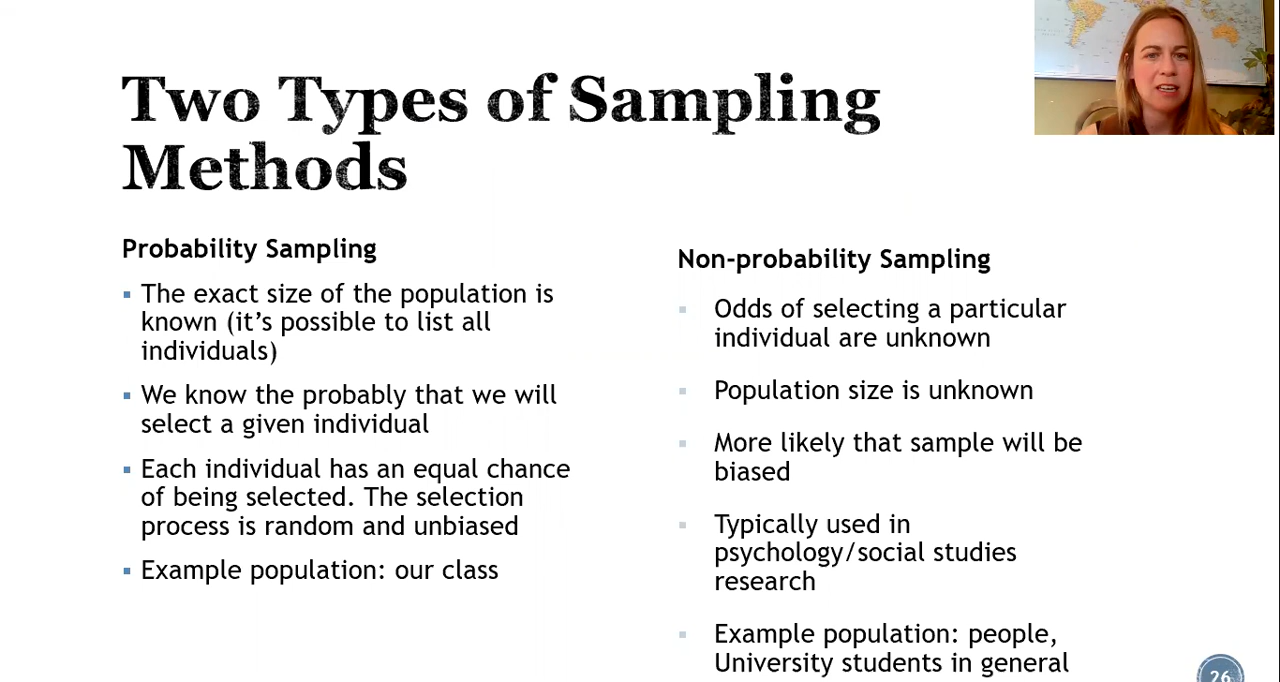 Two Types of Sampling
Methods
Probability Sampling
The exact size of the population is
known (it's possible to list all
individuals)
We know the probably that we will
select a given individual
Each individual has an equal chance
of being selected. The selection
process is random and unbiased
Example population: our class
Non-probability Sampling
Odds of selecting a particular
individual are unknown
Population size is unknown
More likely that sample will be
biased
Typically used in
psychology/social studies
research
Example population: people,
University students in general
26